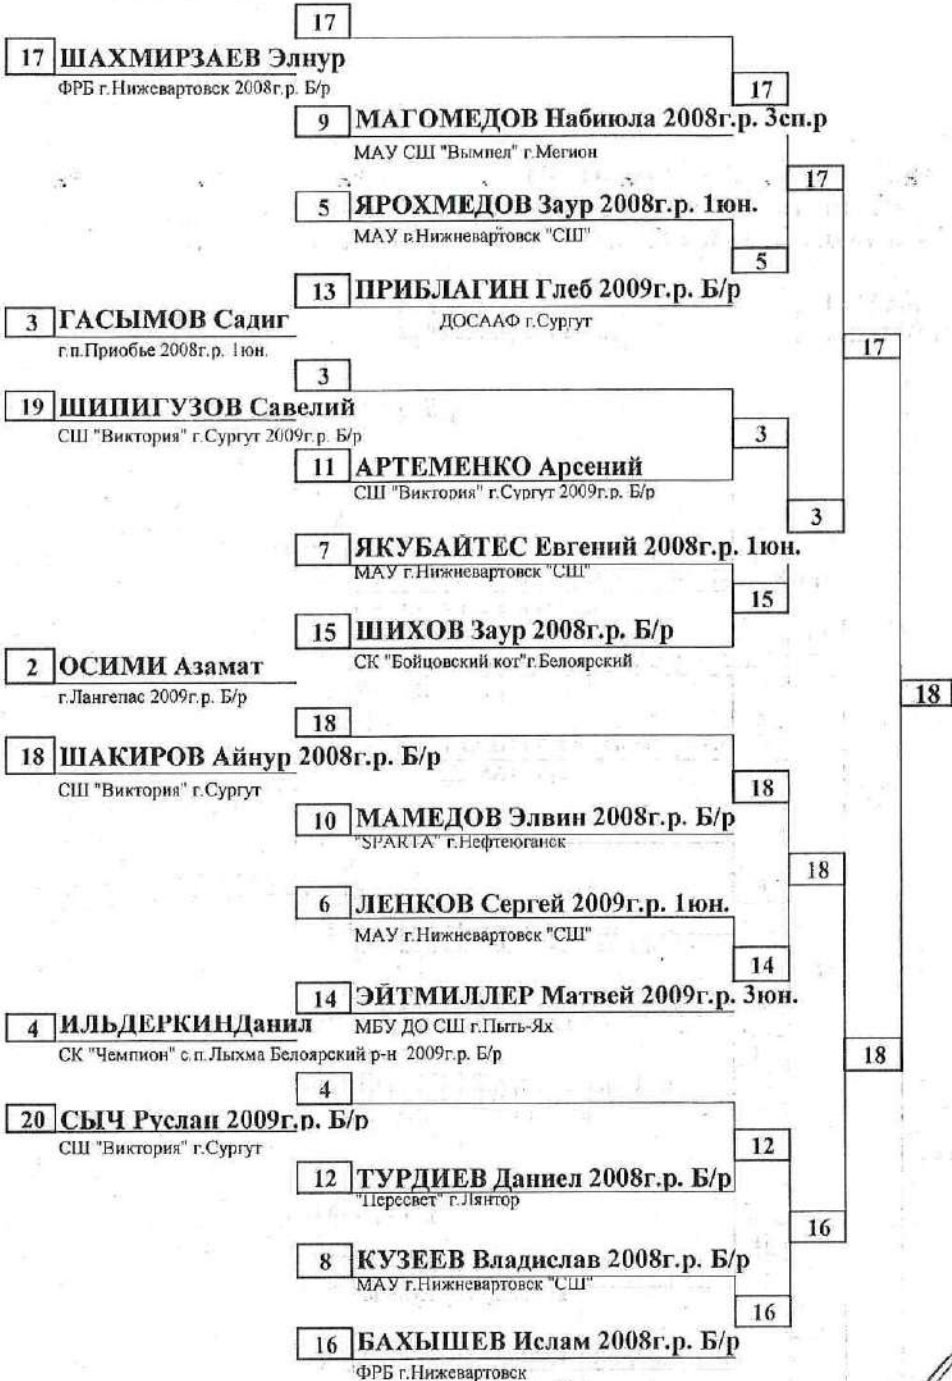 17
17 ШАХМИРЗАЕВ Элнур
ФРБ г.Нижсвартовск 2008г.р. Б/р
17
9 МАГОМЕДОВ Набиюла 2008г.р. 3сп.р
МАУ СШ "Вымпел" г.Мегион
17
5 ЯРОХМЕДОВ Заур 2008г.р. 1юн.
МАУ г.Нижневартовск "СШ"
5
13 ПРИБЛАГИН Глеб 2009г.р. Б/р
ДОСААФ г.Сургут
3 ГАСЫМОВ Садиг
г.п.Приобье 2008г.р. 1юн.
17
3
19 ШИПИГУЗОВ Савелий
СШ "Виктория" г.Сургут 2009г.р. Б/р
3
11 АРТЕМЕНКО Арсений
СШ "Виктория" г.Сургут 2009г.р. Б/р
3
7 ЯКУБАЙТЕС Евгений 2008г.р. 1юн.
МАУ г.Нижневартовск "СШ"
15
15 ШИХОВ Заур 2008г.р. Б/р
СК "Бойцовский кот"г.Белоярский
2 ОСИМИ Азамат
г.Лангепас 2009г.р. Б/р
18
18
18 ШАКИРОВ Айнур 2008г.р. Б/р
СШ "Виктория" г.Сургут
18
10 МАМЕДОВ Элвин 2008г.р. Б/р
"SPARTA" г.Нефтеюганск
18
6 ЛЕНКОВ Сергей 2009г.р. 1юн.
МАУ г.Нижневартовск "СШ"
14
14 ЭЙТМИЛЛЕР Матвей 2009г.р. 3юн.
МБУ ДО СШ г.Пыть-Ях
4 ИЛЬДЕРКИНДанил
СК "Чемпион" с.п.Лыхма Белоярский р-н 2009г.р. Б/р
18
4
20 СЫЧ Руслан 2009г.р. Б/р
СШ "Виктория" г.Сургут
12
12 ТУРДИЕВ Даниел 2008г.р. Б/р
"Пересвет" г.Лянтор
16
8 КУЗЕЕВ Владислав 2008г.р. Б/р
МАУ г.Нижневартовск "СШ"
16
16 БАХЫШЕВ Ислам 2008г.р. Б/р
ФРБ г.Нижевартовск